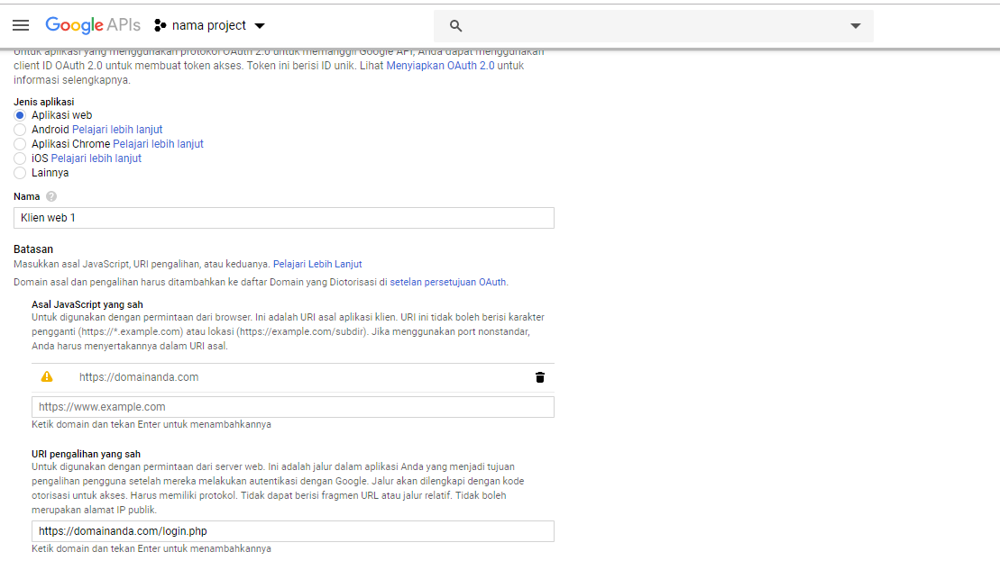 Google APIs nama project
Untuk aplikasi yang menggunakan protokol OAuth 2.0 untuk memanggil Google API, Anda dapat menggunakan
client ID OAuth 2.0 untuk membuat token akses. Token ini berisi ID unik. Lihat Menyiapkan OAuth 2.0 untuk
informasi selengkapnya.
Jenis aplikasi
Aplikasi web
Android Pelajari lebih lanjut
Aplikasi Chrome Pelajari lebih lanjut
iOS Pelajari lebih lanjut
Lainnya
Nama ?
Klien web 1
Batasan
Masukkan asal JavaScript, URI pengalihan, atau keduanya. Pelajari Lebih Lanjut
Domain asal dan pengalihan harus ditambahkan ke daftar Domain yang Diotorisasi di setelan persetujuan OAuth.
Asal JavaScript yang sah
Untuk digunakan dengan permintaan dari browser. Ini adalah URI asal aplikasi klien. URI ini tidak boleh berisi karakter
pengganti (https://*.example.com) atau lokasi (https://example.com/subdir). Jika menggunakan port nonstandar,
Anda harus menyertakannya dalam URI asal.
https://domainanda.com
https://www.example.com
Ketik domain dan tekan Enter untuk menambahkannya
URI pengalihan yang sah
Untuk digunakan dengan permintaan dari server web. Ini adalah jalur dalam aplikasi Anda yang menjadi tujuan
pengalihan pengguna setelah mereka melakukan autentikasi dengan Google. Jalur akan dilengkapi dengan kode
otorisasi untuk akses. Harus memiliki protokol. Tidak dapat berisi fragmen URL atau jalur relatif. Tidak boleh
merupakan alamat IP publik.
https://domainanda.com/login.php
Ketik domain dan tekan Enter untuk menambahkannya